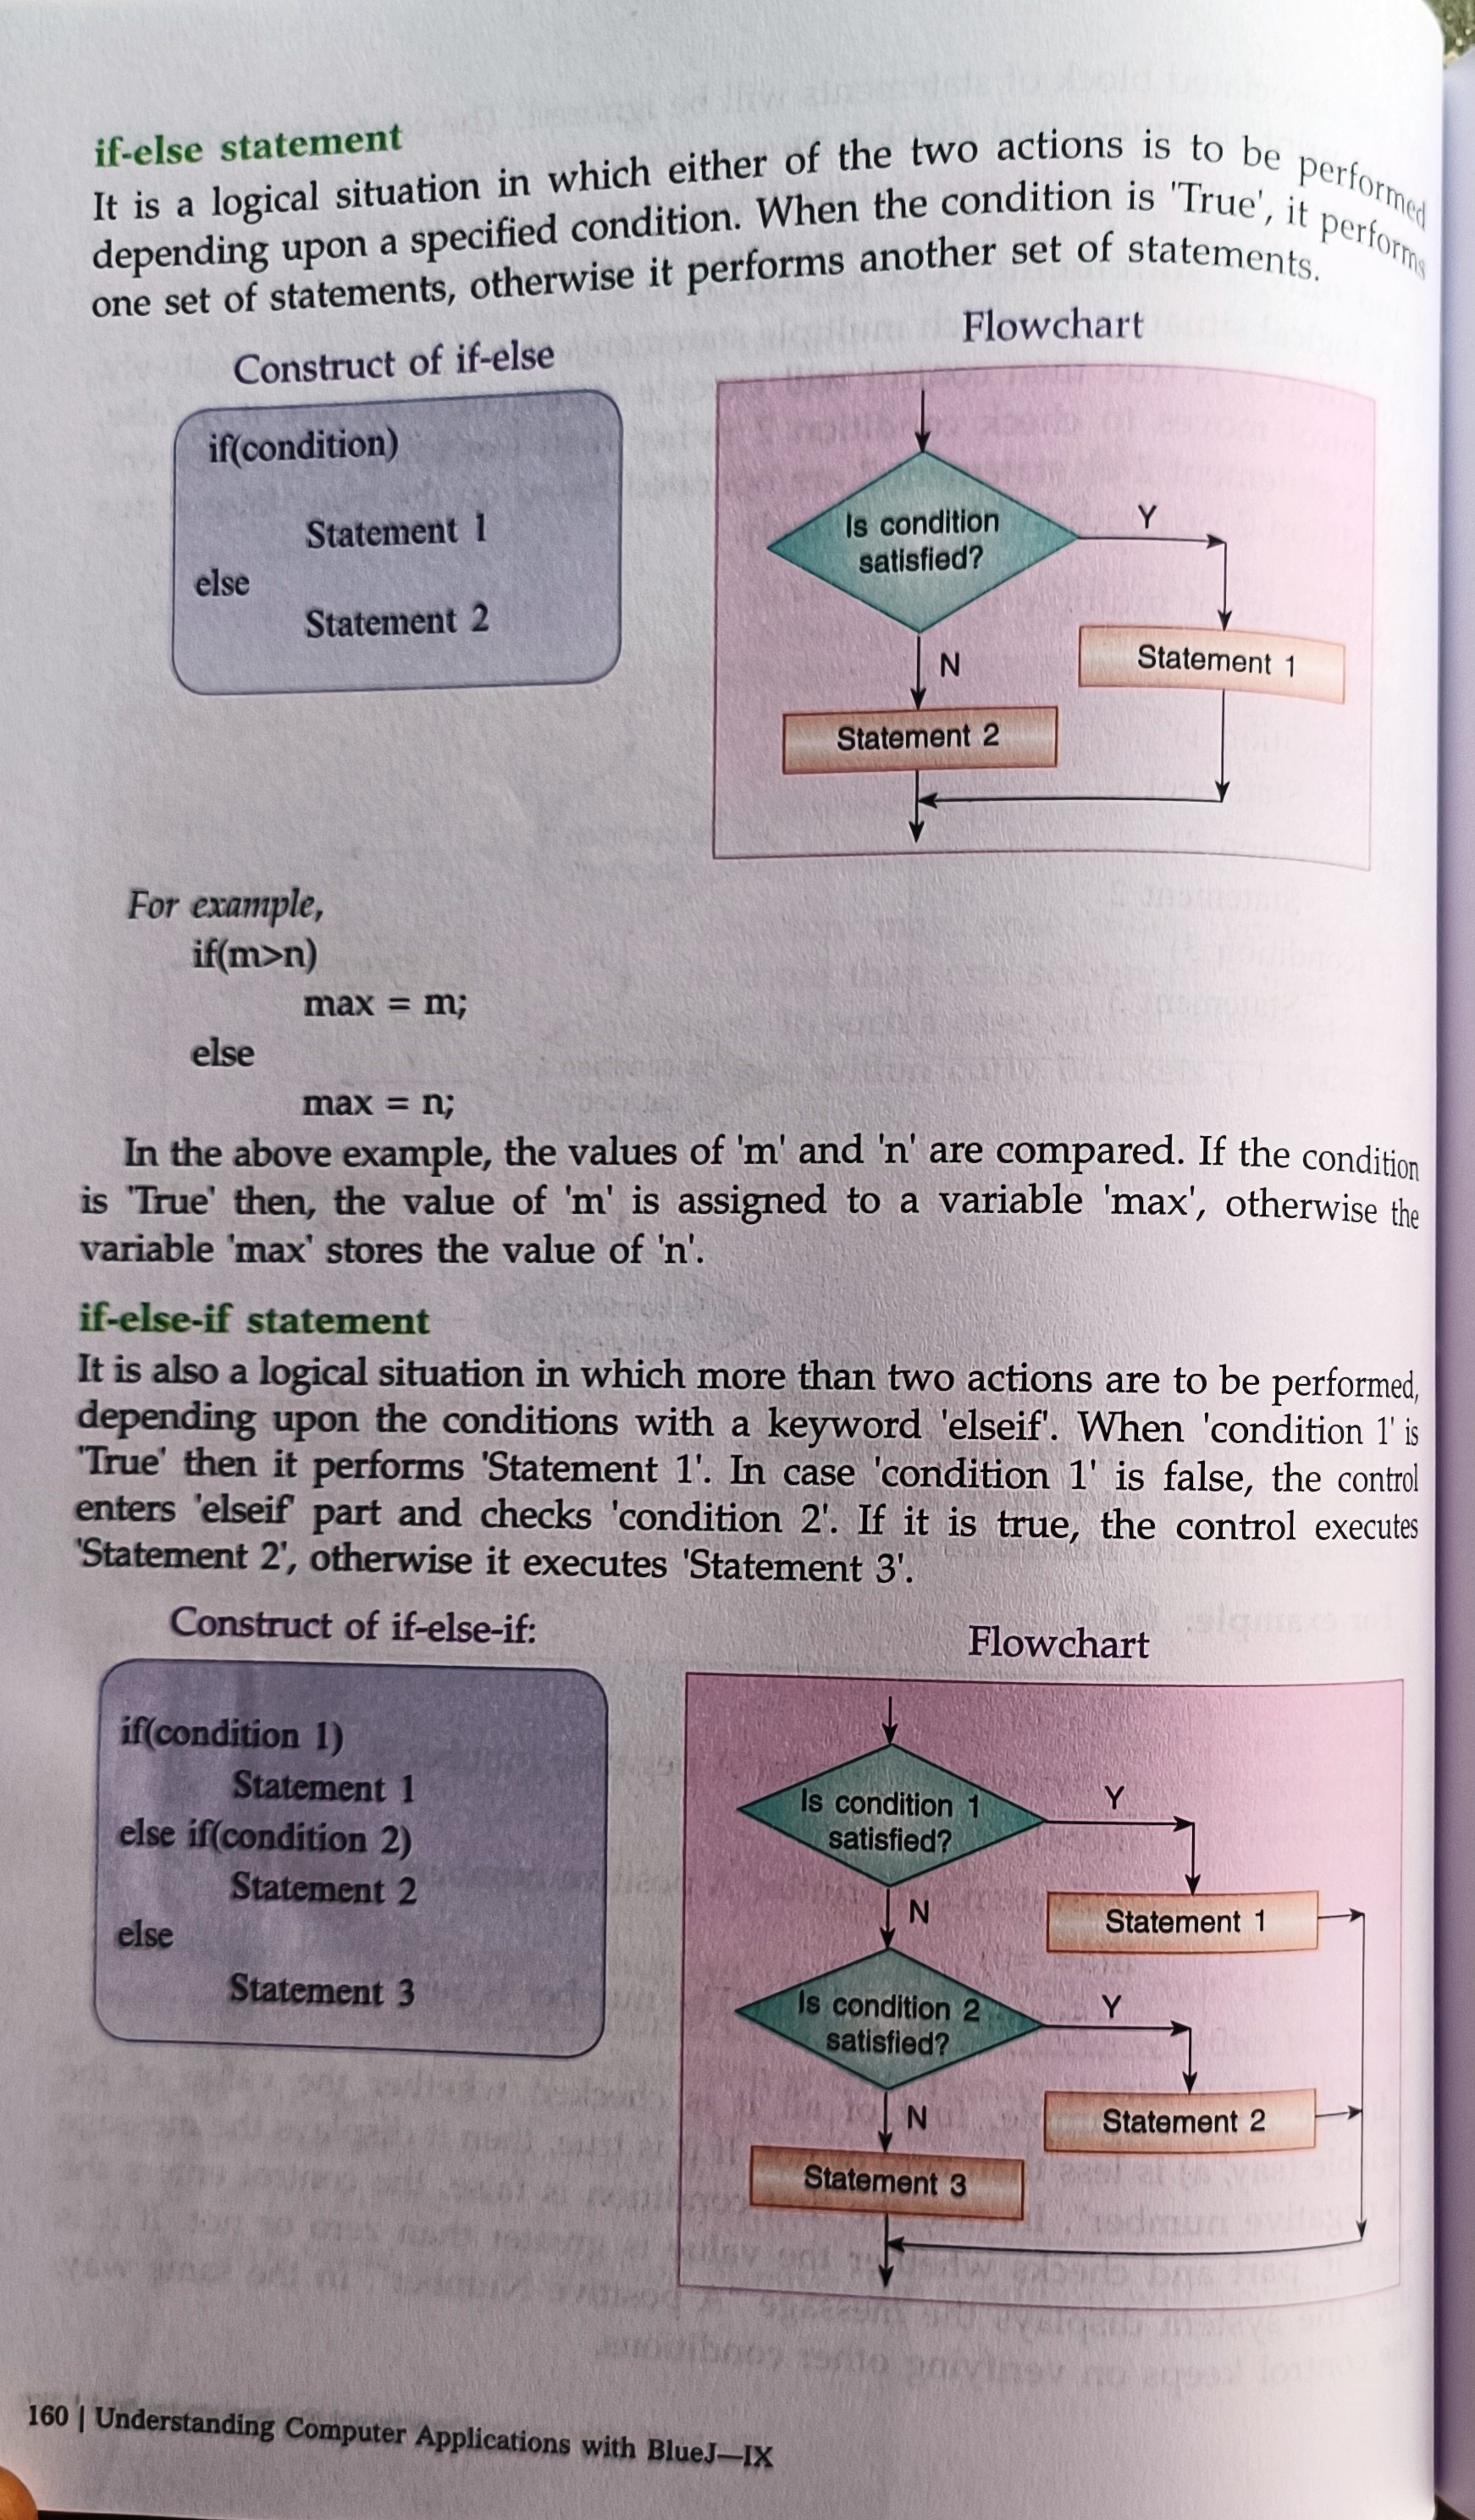 if-else statement
It is a logical situation in which either of the two actions is to be performed
depending upon a specified condition. When the condition is 'True', it performs
one set of statements, otherwise it performs another set of statements.
Construct of if-else
Flowchart
if(condition)
Statement 1
else
Statement 2
Is condition
satisfied?
Y
N
Statement 1
Statement 2
For example,
if(m>n)
max = m;
else
max = n;
In the above example, the values of 'm' and 'n' are compared. If the condition
is 'True' then, the value of 'm' is assigned to a variable 'max', otherwise the
variable 'max' stores the value of 'n'.
if-else-if statement
It is also a logical situation in which more than two actions are to be performed,
depending upon the conditions with a keyword 'elseif'. When 'condition 1' is
'True' then it performs 'Statement 1'. In case 'condition 1' is false, the control
enters 'elseif' part and checks 'condition 2'. If it is true, the control executes
'Statement 2', otherwise it executes 'Statement 3'.
Construct of if-else-if:
Flowchart
if(condition 1)
Statement 1
else if(condition 2)
Statement 2
else
Statement 3
Is condition 1
satisfied?
Y
N
Statement 1
Is condition 2
satisfied?
Y
N
Statement 2
Statement 3
160 | Understanding Computer Applications with BlueJ—IX